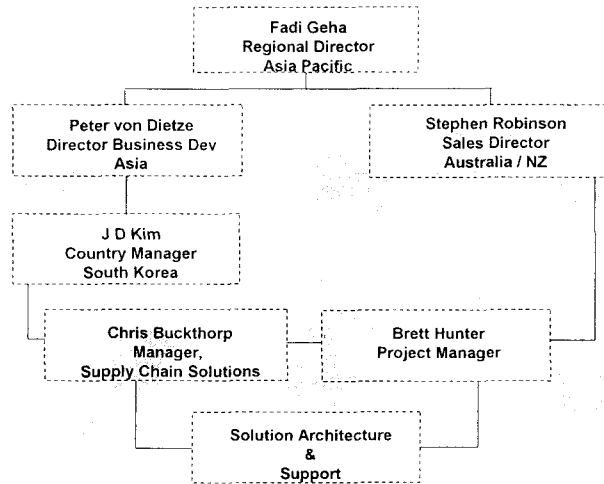 Fadi Geha
Regional Director
Asia Pacific
Peter von Dietze
Director Business Dev
Asia
Stephen Robinson
Sales Director
Australia / NZ
J D Kim
Country Manager
South Korea
Chris Buckthorp
Manager,
Supply Chain Solutions
Brett Hunter
Project Manager
Solution Architecture
&
Support